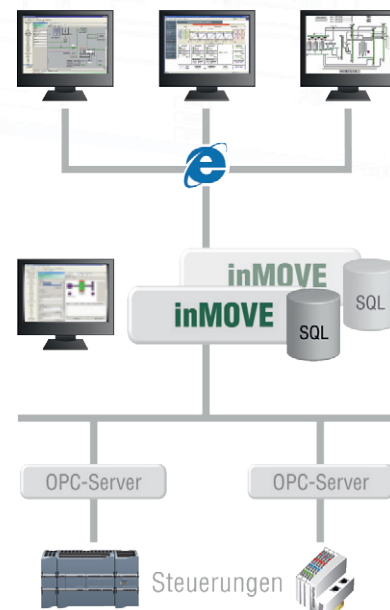 inMOVE
SQL
inMOVE
SQL
OPC-Server
OPC-Server
Steuerungen